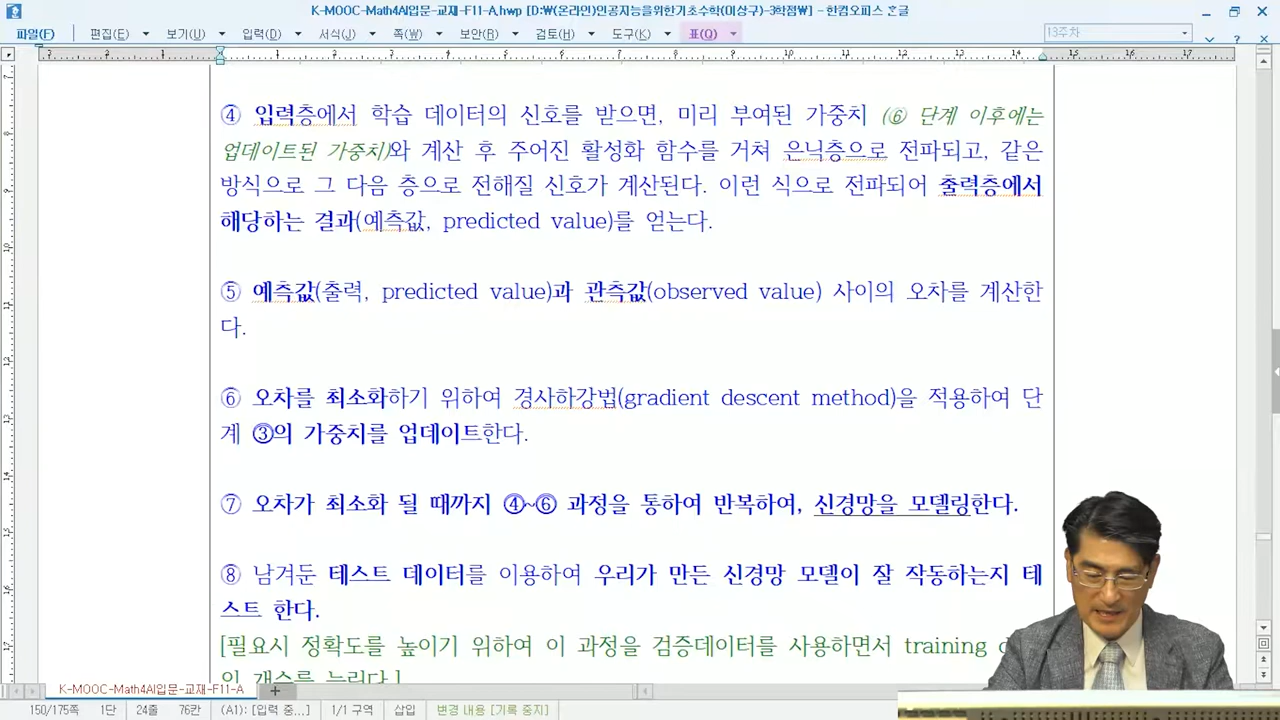 K-MOOC-Math4AI입문-교재-F11-A.hwp [D:₩(온라인)인공지능을위한기초수학(이상구)-3학점₩] - 한컴오피스 한글
파일(F) 편집(E) 보기(U) 입력(D) 서식(J) 쪽(W) 보안(B) 검토(H) 도구(K) 표(Q) 13주차
④ 입력층에서 학습 데이터의 신호를 받으면, 미리 부여된 가중치 (⑥ 단계 이후에는
업데이트된 가중치)와 계산 후 주어진 활성화 함수를 거쳐 은닉층으로 전파되고, 같은
방식으로 그 다음 층으로 전해질 신호가 계산된다. 이런 식으로 전파되어 출력층에서
해당하는 결과(예측값, predicted value)를 얻는다.
⑤ 예측값(출력, predicted value)과 관측값(observed value) 사이의 오차를 계산한
다.
⑥ 오차를 최소화하기 위하여 경사하강법(gradient descent method)을 적용하여 단
계 ③의 가중치를 업데이트한다.
⑦ 오차가 최소화 될 때까지 ④~⑥ 과정을 통하여 반복하여, 신경망을 모델링한다.
⑧ 남겨둔 테스트 데이터를 이용하여 우리가 만든 신경망 모델이 잘 작동하는지 테
스트 한다.
[필요시 정확도를 높이기 위하여 이 과정을 검증데이터를 사용하면서 training
의 개수를 늘린다.]
K-MOOC-Math4AI입문-교재-F11-A
150/175쪽 1단 24줄 76칸 (A1): [입력 중...] 1/1 구역 삽입 변경 내용 [기록 중지]